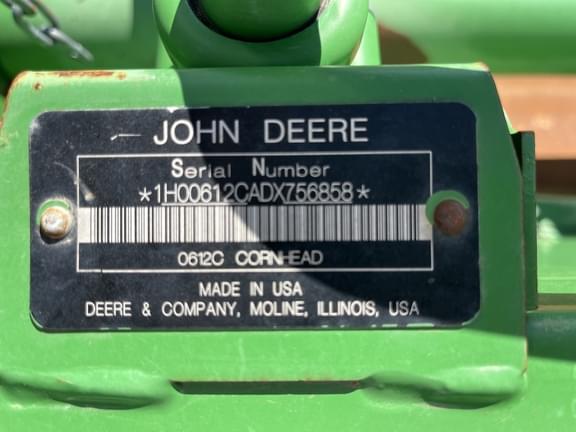 JOHN DEERE
Serial Number
*1H00612CADX756858*
0612C CORNHEAD
MADE IN USA
DEERE & COMPANY, MOLINE, ILLINOIS, USA